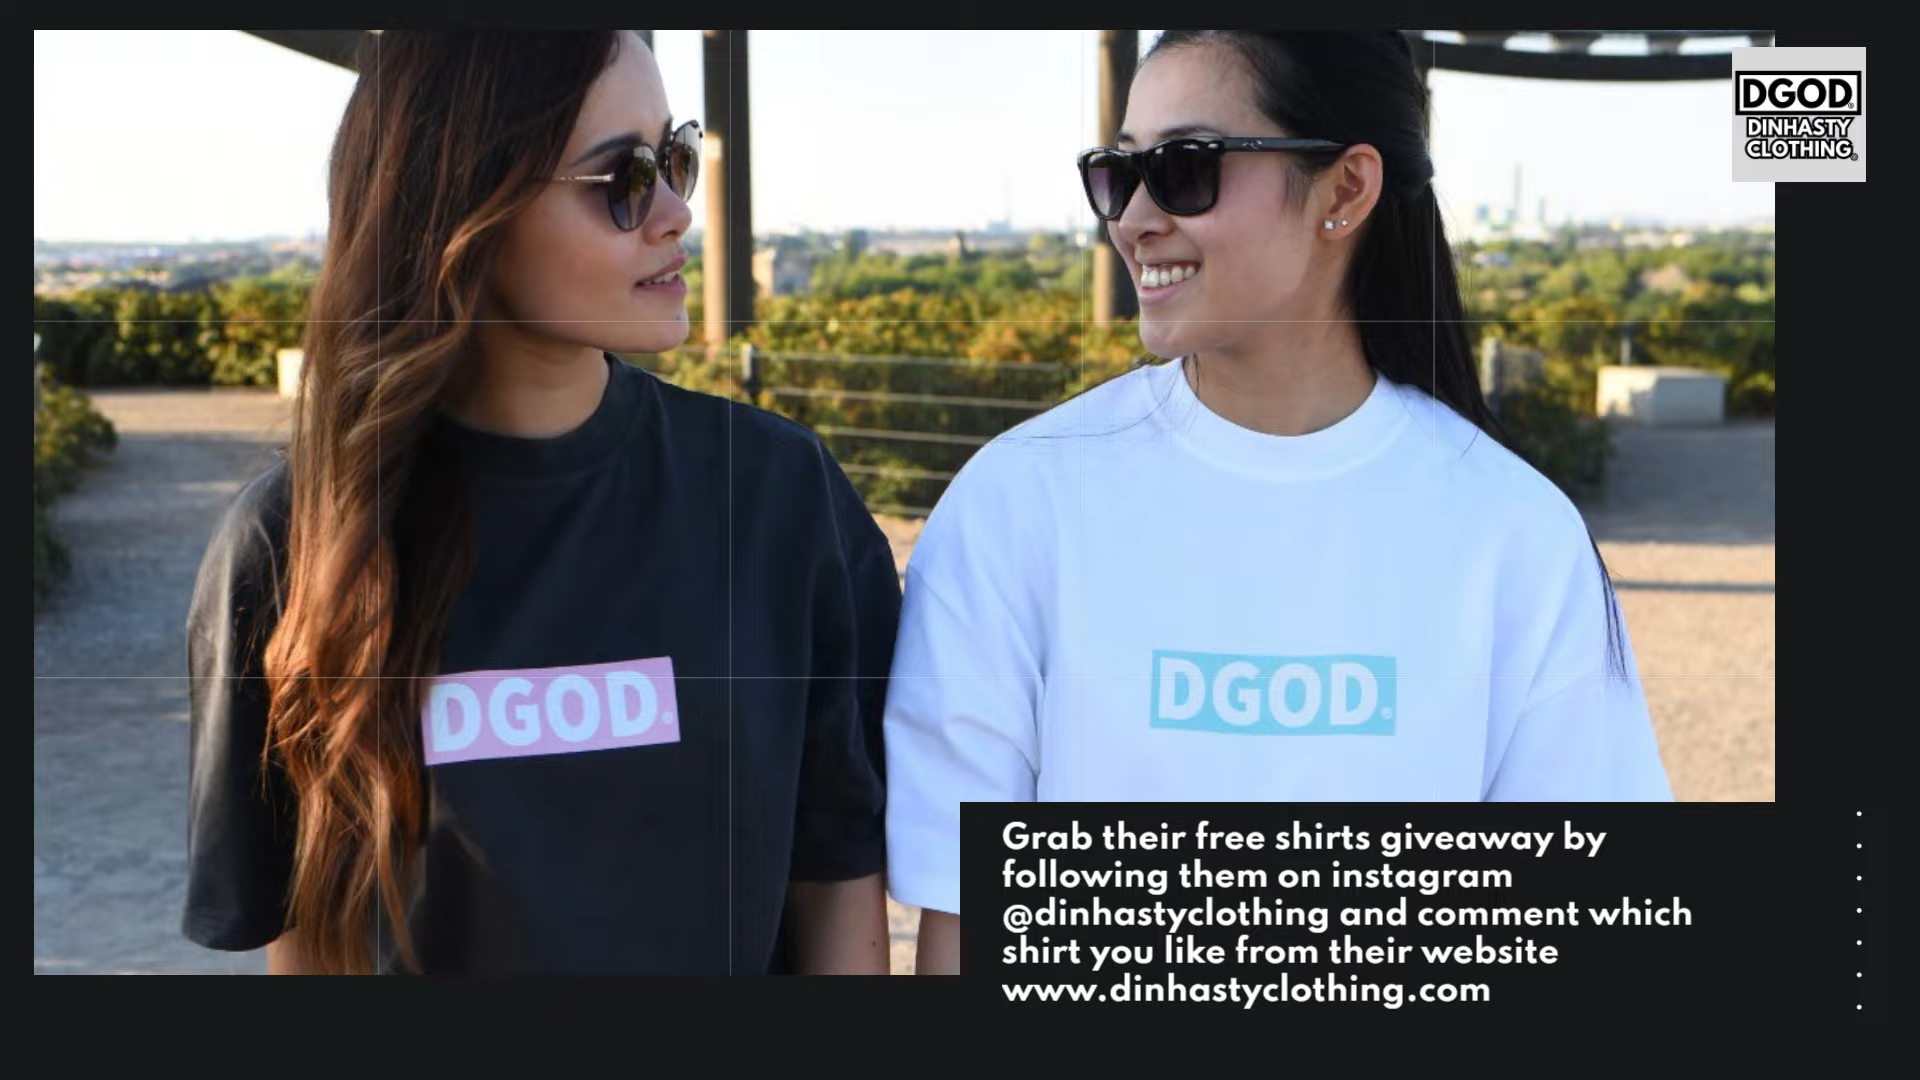 DGOD®
DINHASTY
CLOTHING®
DGOD.
DGOD.
Grab their free shirts giveaway by
following them on instagram
@dinhastyclothing and comment which
shirt you like from their website
www.dinhastyclothing.com